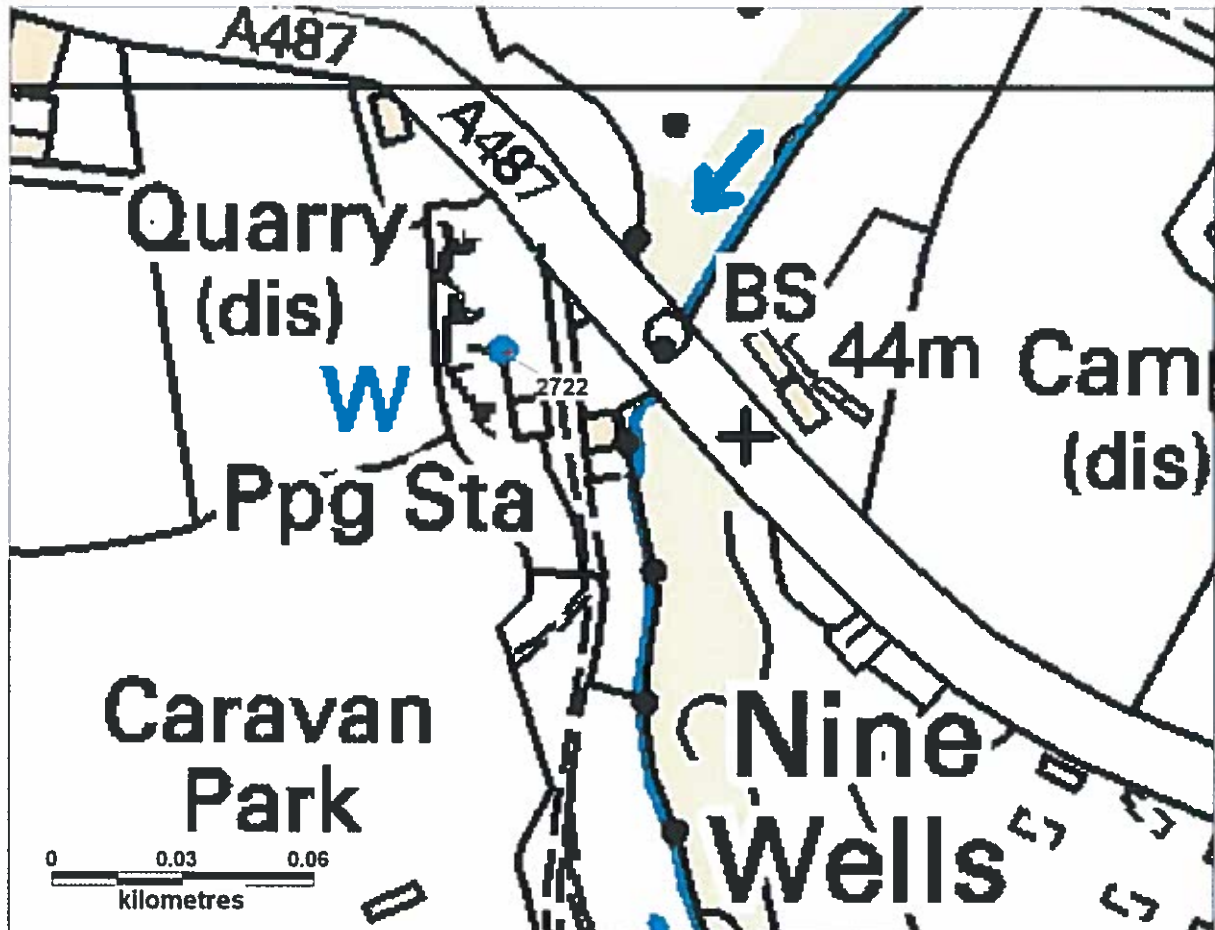 A487
A487
Quarry
(dis)
BS
44m
Cam
(dis)
W
2722
Ppg Sta
Caravan
Park
Nine
Wells
0 0.03 0.06
kilometres